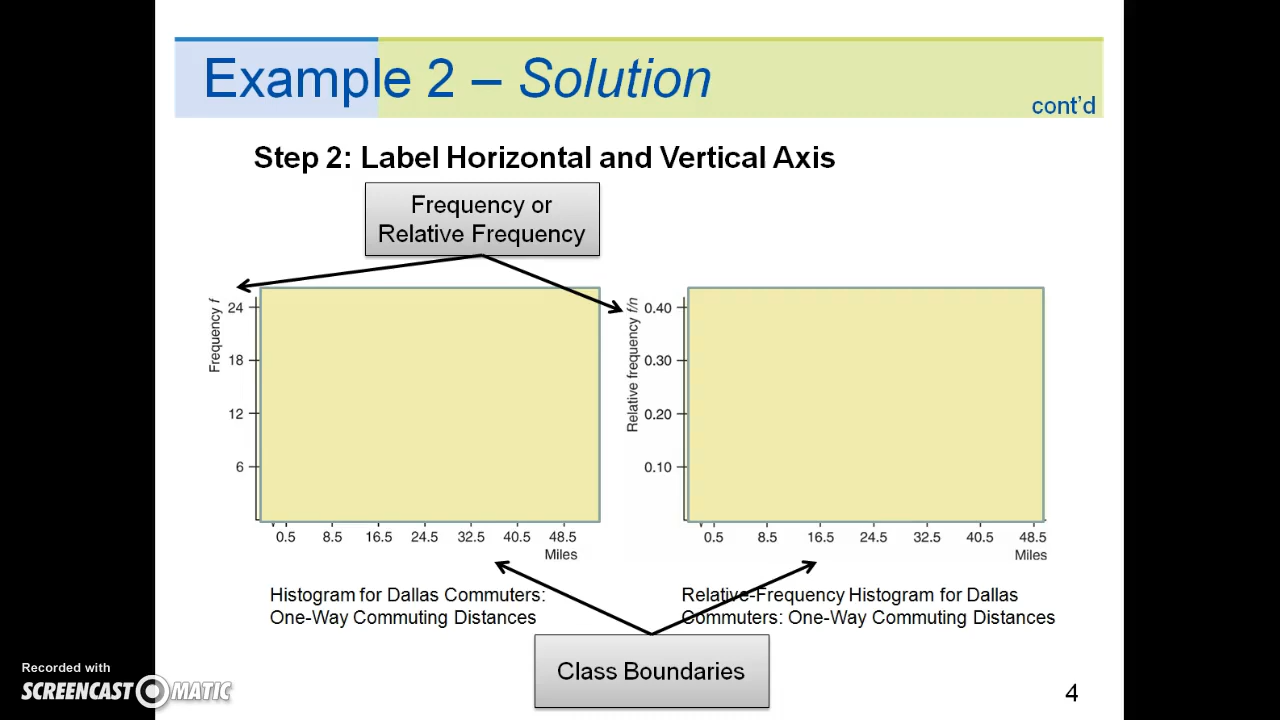 Example 2 – Solution
cont'd
Step 2: Label Horizontal and Vertical Axis
Frequency or
Relative Frequency
Frequency f
24
18
12
6
0.5 8.5 16.5 24.5 32.5 40.5 48.5
Miles
Relative frequency f/n
0.40
0.30
0.20
0.10
0.5 8.5 16.5 24.5 32.5 40.5 48.5
Miles
Histogram for Dallas Commuters:
One-Way Commuting Distances
Relative-Frequency Histogram for Dallas
Commuters: One-Way Commuting Distances
Class Boundaries
Recorded with
SCREENCAST-O-MATIC
4